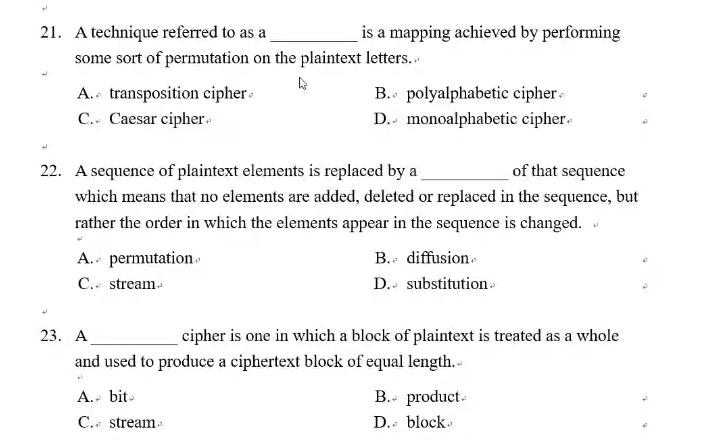 21. A technique referred to as a __________ is a mapping achieved by performing
some sort of permutation on the plaintext letters.
A. transposition cipher B. polyalphabetic cipher
C. Caesar cipher D. monoalphabetic cipher
22. A sequence of plaintext elements is replaced by a __________ of that sequence
which means that no elements are added, deleted or replaced in the sequence, but
rather the order in which the elements appear in the sequence is changed.
A. permutation B. diffusion
C. stream D. substitution
23. A __________ cipher is one in which a block of plaintext is treated as a whole
and used to produce a ciphertext block of equal length.
A. bit B. product
C. stream D. block